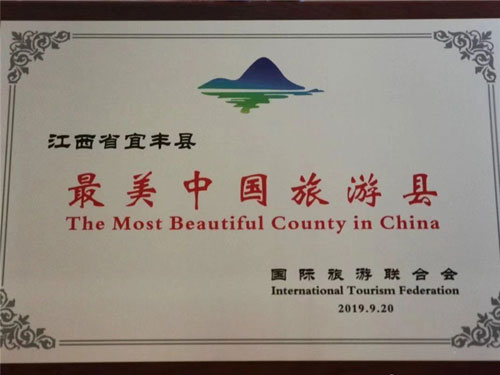 江西省宜丰县
最美中国旅游县
The Most Beautiful County in China
国际旅游联合会
International Tourism Federation
2019.9.20